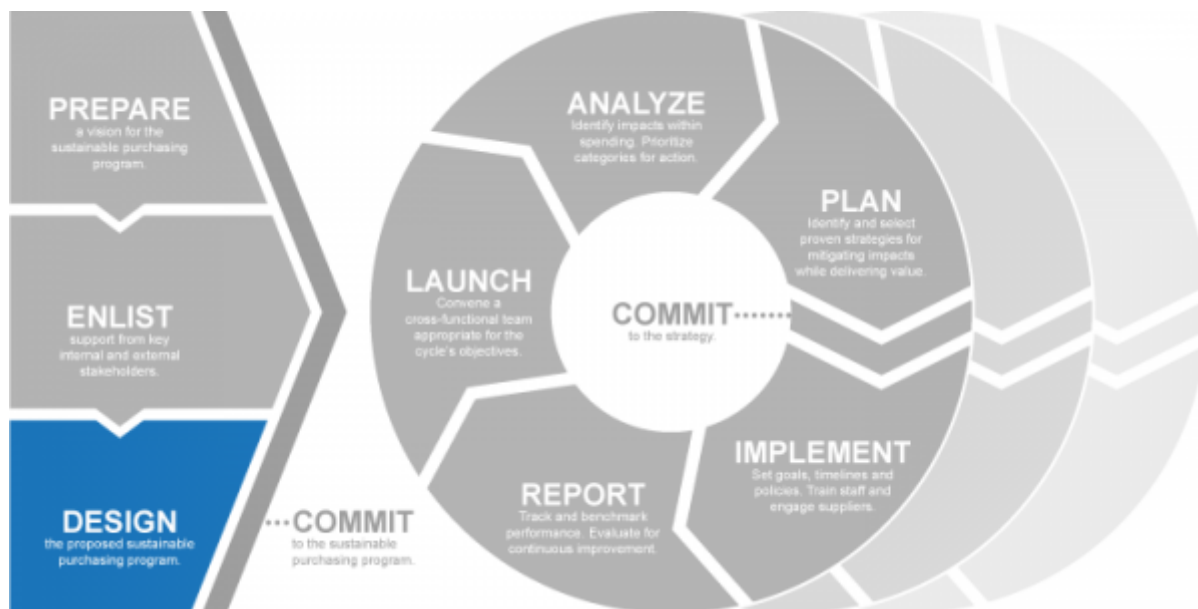 PREPARE
a vision for the
sustainable purchasing
program.
ENLIST
support from key
internal and external
stakeholders.
DESIGN
the proposed sustainable
purchasing program.
COMMIT
to the sustainable
purchasing program.
LAUNCH
Convene a
cross-functional team
appropriate for the
cycle's objectives.
ANALYZE
Identify impacts within
spending. Prioritize
categories for action.
PLAN
Identify and select
proven strategies for
mitigating impacts
while delivering value.
COMMIT
to the strategy.
IMPLEMENT
Set goals, timelines and
policies. Train staff and
engage suppliers.
REPORT
Track and benchmark
performance. Evaluate for
continuous improvement.